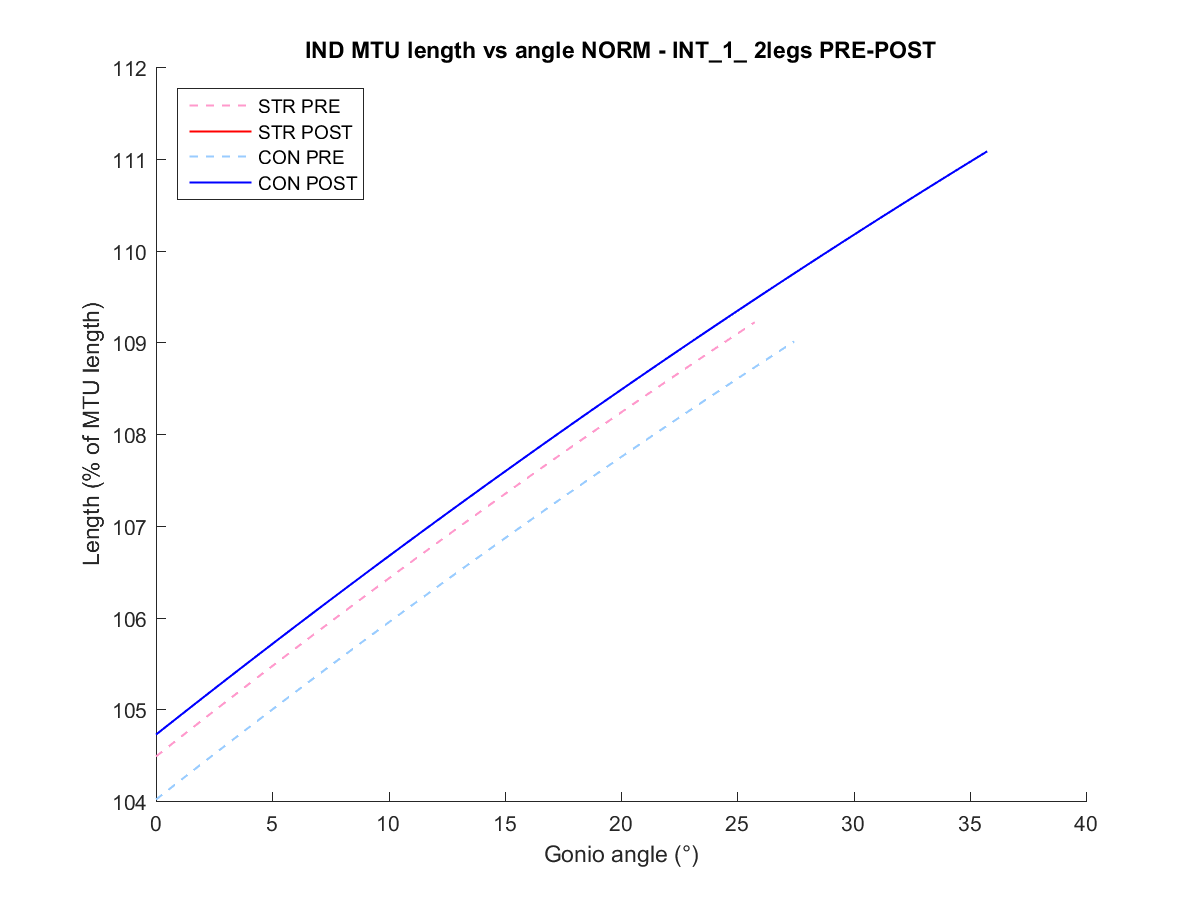 IND MTU length vs angle NORM - INT_1_ 2legs PRE-POST
112
111
110
109
108
107
106
105
104
Length (% of MTU length)
STR PRE
STR POST
CON PRE
CON POST
0 5 10 15 20 25 30 35 40
Gonio angle (°)